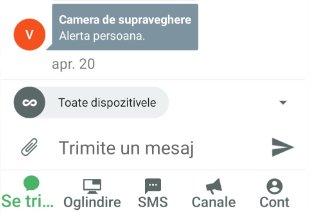 V
Camera de supraveghere
Alerta persoana.
apr. 20
Toate dispozitivele
Trimite un mesaj
Se tri... Oglindire SMS Canale Cont